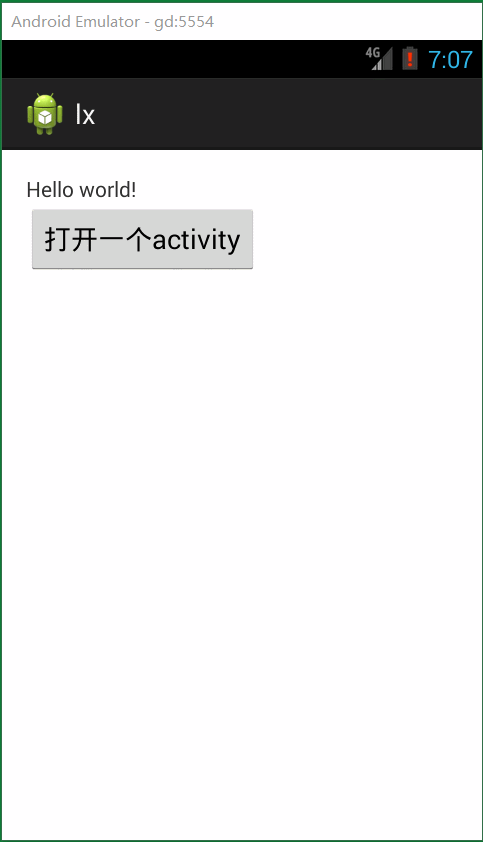 Android Emulator - gd:5554
4G 7:07
lx
Hello world!
打开一个activity